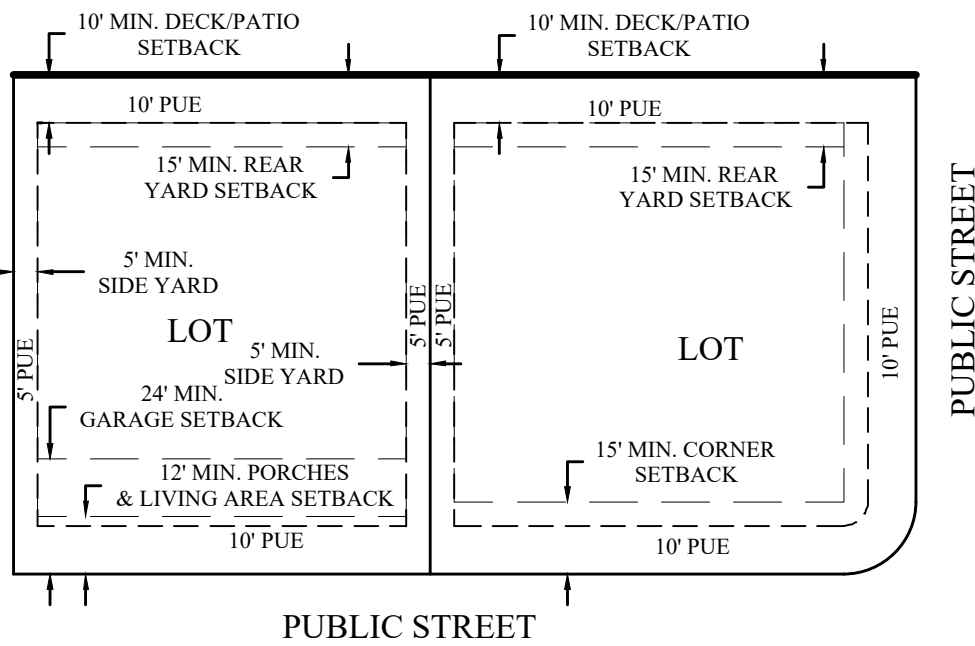 10' MIN. DECK/PATIO
SETBACK
10' MIN. DECK/PATIO
SETBACK
10' PUE
10' PUE
15' MIN. REAR
YARD SETBACK
15' MIN. REAR
YARD SETBACK
5' MIN.
SIDE YARD
LOT
5' MIN.
SIDE YARD
5' PUE
5' PUE
5' PUE
LOT
10' PUE
PUBLIC STREET
24' MIN.
GARAGE SETBACK
12' MIN. PORCHES
& LIVING AREA SETBACK
15' MIN. CORNER
SETBACK
10' PUE
10' PUE
PUBLIC STREET